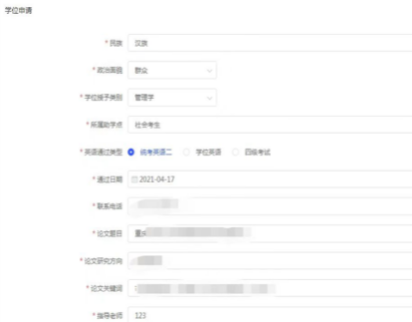 学位申请
* 民族 汉族
* 政治面貌 群众
* 学位授予类别 管理学
* 所属助学点 社会考生
* 英语通过类型 统考英语二 学位英语 四级考试
* 通过日期 2021-04-17
* 联系电话
* 论文题目 重庆
* 论文研究方向
* 论文关键词
* 指导老师 123